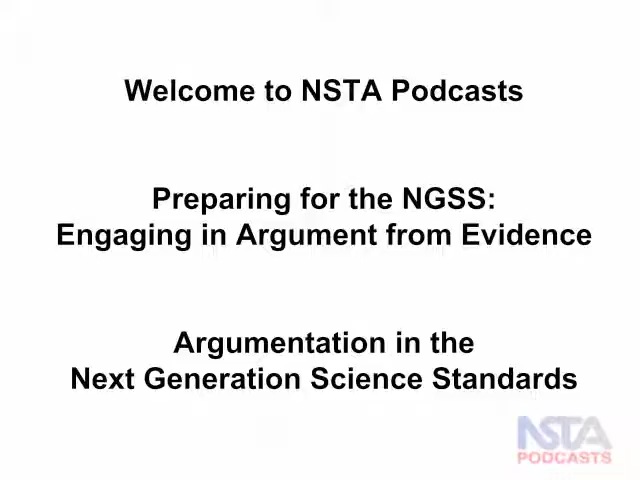 Welcome to NSTA Podcasts
Preparing for the NGSS:
Engaging in Argument from Evidence
Argumentation in the
Next Generation Science Standards
NSTA
PODCASTS